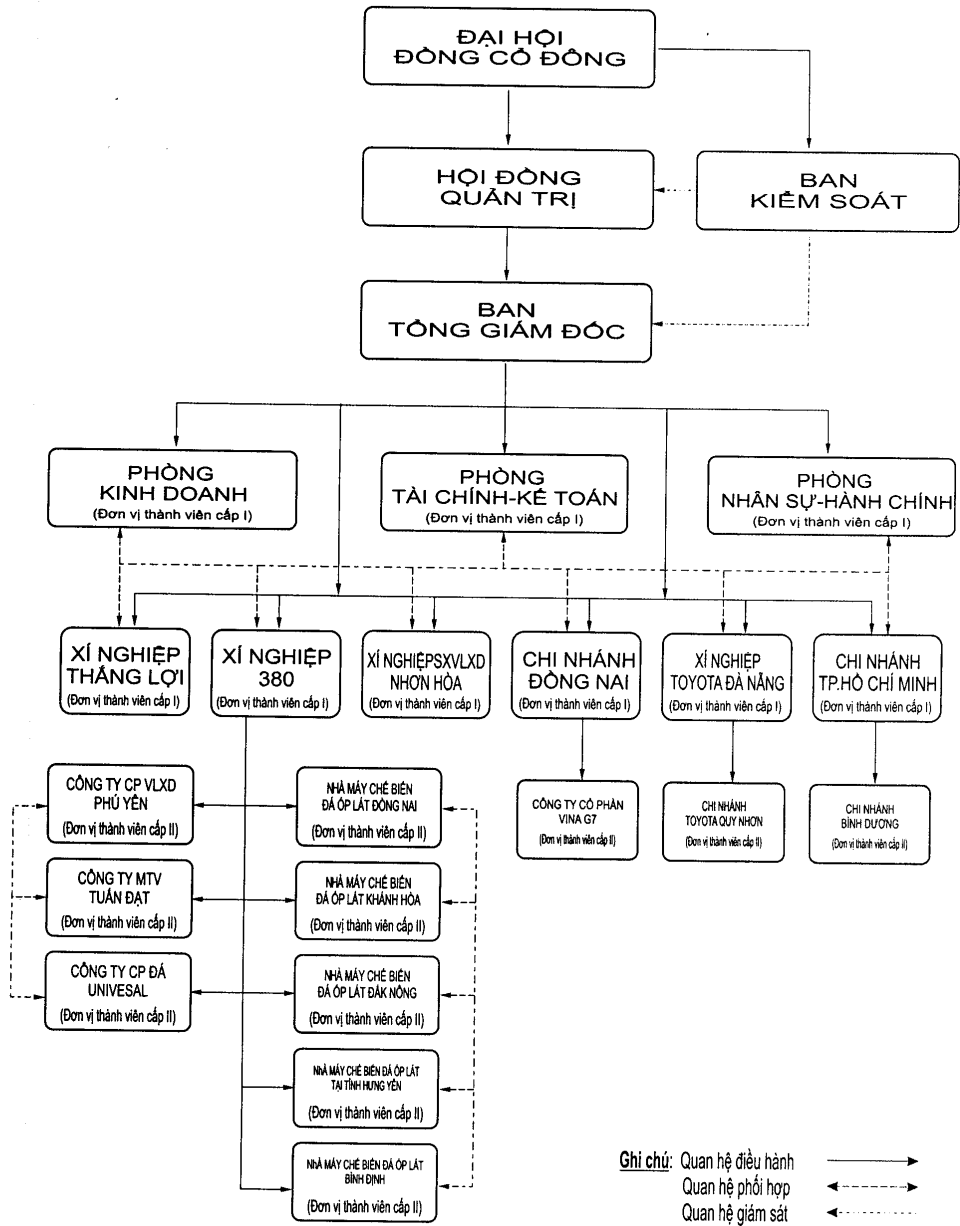 ĐẠI HỘI
ĐỒNG CỔ ĐÔNG
HỘI ĐỒNG
QUẢN TRỊ
BAN
KIỂM SOÁT
BAN
TỔNG GIÁM ĐỐC
PHÒNG
KINH DOANH
(Đơn vị thành viên cấp I)
PHÒNG
TÀI CHÍNH-KẾ TOÁN
(Đơn vị thành viên cấp I)
PHÒNG
NHÂN SỰ-HÀNH CHÍNH
(Đơn vị thành viên cấp I)
XÍ NGHIỆP
THẮNG LỢI
(Đơn vị thành viên cấp I)
XÍ NGHIỆP
380
(Đơn vị thành viên cấp I)
XÍ NGHIỆPSXVLXD
NHƠN HÒA
(Đơn vị thành viên cấp I)
CHI NHÁNH
ĐỒNG NAI
(Đơn vị thành viên cấp I)
XÍ NGHIỆP
TOYOTA ĐÀ NẴNG
(Đơn vị thành viên cấp I)
CHI NHÁNH
TP.HỒ CHÍ MINH
(Đơn vị thành viên cấp I)
CÔNG TY CP VLXD
PHÚ YÊN
(Đơn vị thành viên cấp II)
NHÀ MÁY CHẾ BIẾN
ĐÁ ỐP LÁT ĐỒNG NAI
(Đơn vị thành viên cấp II)
CÔNG TY CỔ PHẦN
VINA G7
(Đơn vị thành viên cấp II)
CHI NHÁNH
TOYOTA QUY NHƠN
(Đơn vị thành viên cấp II)
CHI NHÁNH
BÌNH DƯƠNG
(Đơn vị thành viên cấp II)
CÔNG TY MTV
TUẤN ĐẠT
(Đơn vị thành viên cấp II)
NHÀ MÁY CHẾ BIẾN
ĐÁ ỐP LÁT KHÁNH HÒA
(Đơn vị thành viên cấp II)
CÔNG TY CP ĐÁ
UNIVESAL
(Đơn vị thành viên cấp II)
NHÀ MÁY CHẾ BIẾN
ĐÁ ỐP LÁT ĐẮK NÔNG
(Đơn vị thành viên cấp II)
NhÀ MÁY CHẾ BIẾN ĐÁ ỐP LÁT
TẠI TỈNH HƯNG YÊN
(Đơn vị thành viên cấp II)
NhÀ MÁY CHẾ BIẾN ĐÁ ỐP LÁT
BÌNH ĐỊNH
(Đơn vị thành viên cấp II)
Ghi chú: Quan hệ điều hành
Quan hệ phối hợp
Quan hệ giám sát